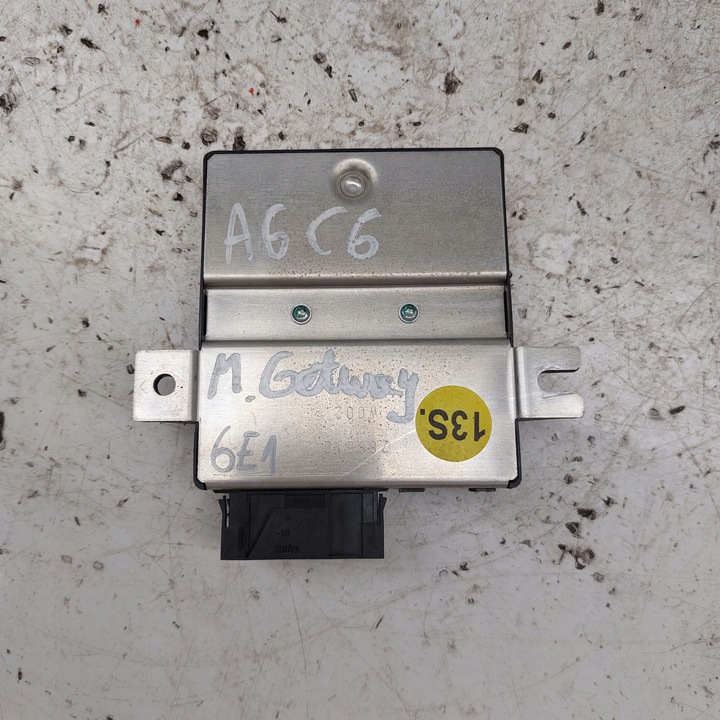 A6 C6
M. Getway
13S.
6E1